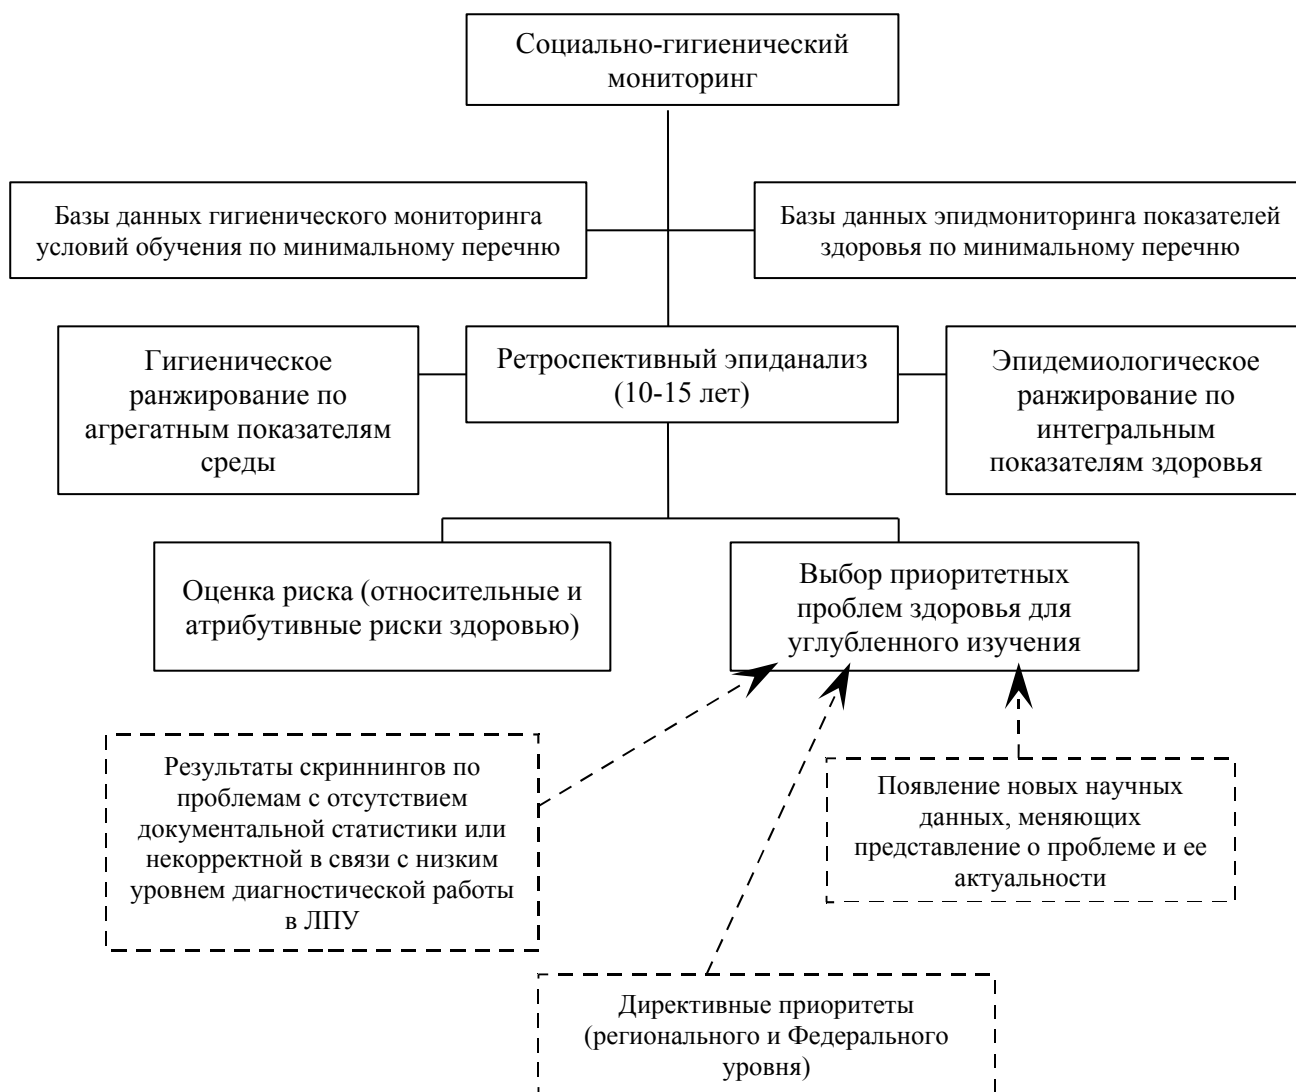 Социально-гигиенический
мониторинг
Базы данных гигиенического мониторинга
условий обучения по минимальному перечню
Базы данных эпидмониторинга показателей
здоровья по минимальному перечню
Гигиеническое
ранжирование по
агрегатным показателям
среды
Ретроспективный эпиданализ
(10-15 лет)
Эпидемиологическое
ранжирование по
интегральным
показателям здоровья
Оценка риска (относительные и
атрибутивные риски здоровью)
Выбор приоритетных
проблем здоровья для
углубленного изучения
Результаты скриннингов по
проблемам с отсутствием
документальной статистики или
некорректной в связи с низким
уровнем диагностической работы
в ЛПУ
Появление новых научных
данных, меняющих
представление о проблеме и ее
актуальности
Директивные приоритеты
(регионального и Федерального
уровня)